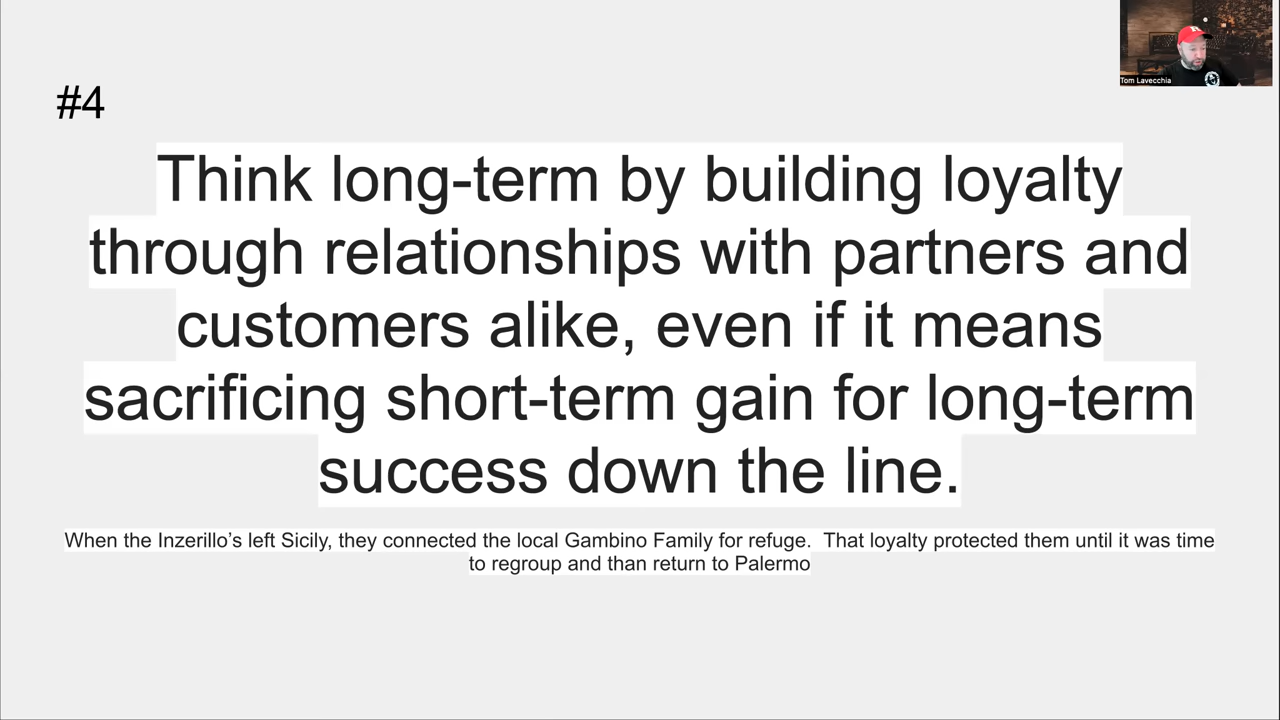 Tom Lavecchia
#4
Think long-term by building loyalty
through relationships with partners and
customers alike, even if it means
sacrificing short-term gain for long-term
success down the line.
When the Inzerillo’s left Sicily, they connected the local Gambino Family for refuge.  That loyalty protected them until it was time
to regroup and than return to Palermo